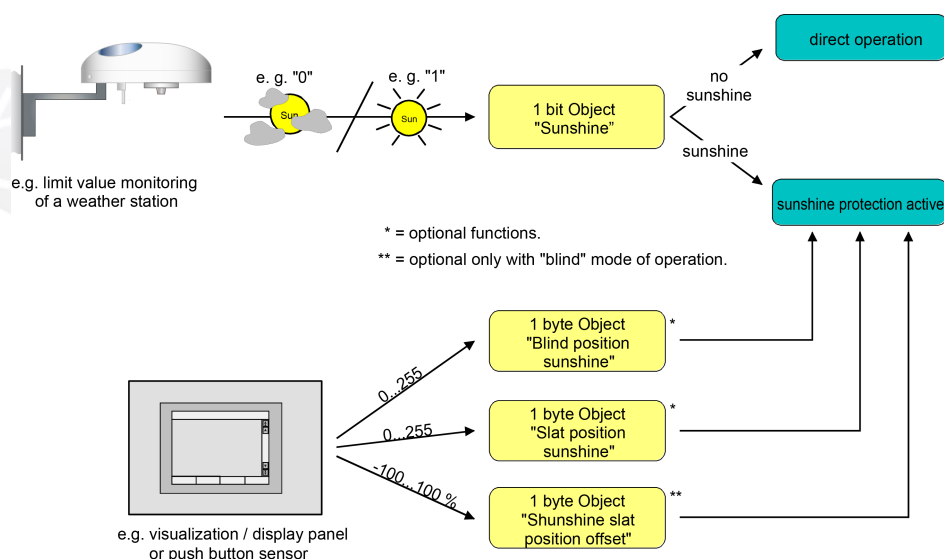 direct operation
e. g. "0"
e. g. "1"
no
sunshine
Sun
Sun
1 bit Object
"Sunshine”
sunshine
e.g. limit value monitoring
of a weather station
sunshine protection active
* = optional functions.
** = optional only with "blind" mode of operation.
1 byte Object
"Blind position
sunshine"
*
0...255
1 byte Object
"Slat position
sunshine"
*
0...255
-100...100 %
1 byte Object
"Shunshine slat
position offset"
**
e.g. visualization / display panel
or push button sensor